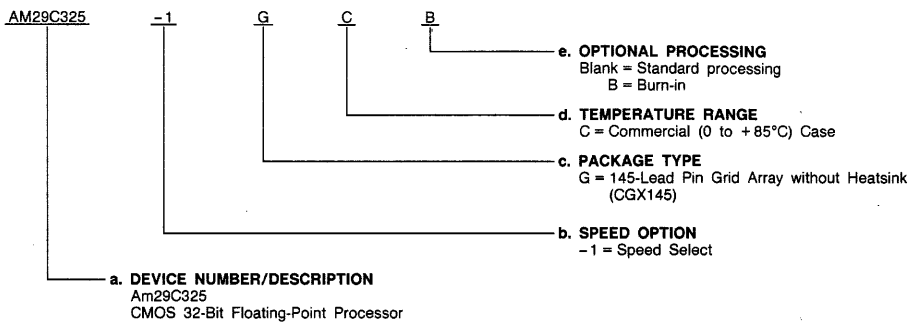 AM29C325 -1 G C B
e. OPTIONAL PROCESSING
Blank = Standard processing
B = Burn-in
d. TEMPERATURE RANGE
C = Commercial (0 to +85°C) Case
c. PACKAGE TYPE
G = 145-Lead Pin Grid Array without Heatsink
(CGX145)
b. SPEED OPTION
-1 = Speed Select
a. DEVICE NUMBER/DESCRIPTION
Am29C325
CMOS 32-Bit Floating-Point Processor